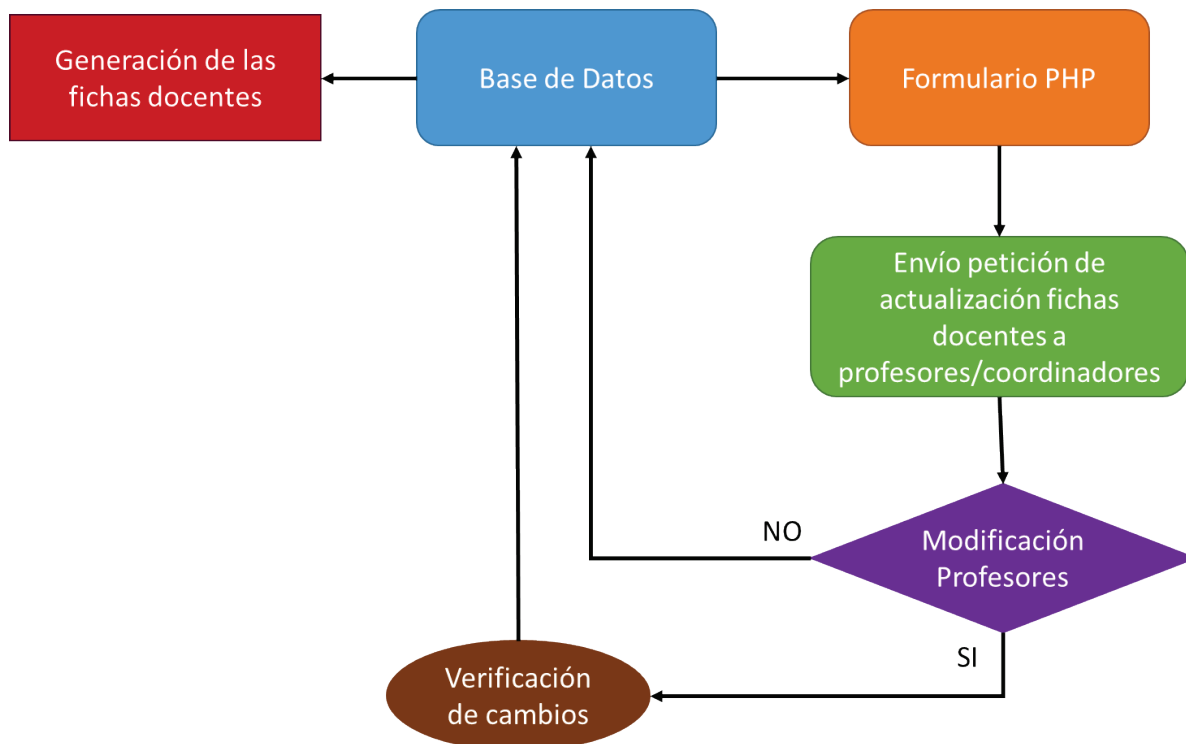 Generación de las
fichas docentes
Base de Datos
Formulario PHP
Envío petición de
actualización fichas
docentes a
profesores/coordinadores
NO
Modificación
Profesores
SI
Verificación
de cambios